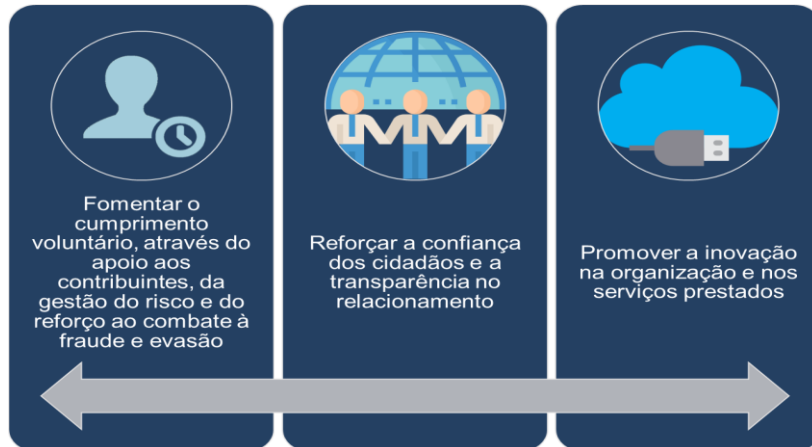 Fomentar o
cumprimento
voluntário, através do
apoio aos
contribuintes, da
gestão do risco e do
reforço ao combate à
fraude e evasão
Reforçar a confiança
dos cidadãos e a
transparência no
relacionamento
Promover a inovação
na organização e nos
serviços prestados